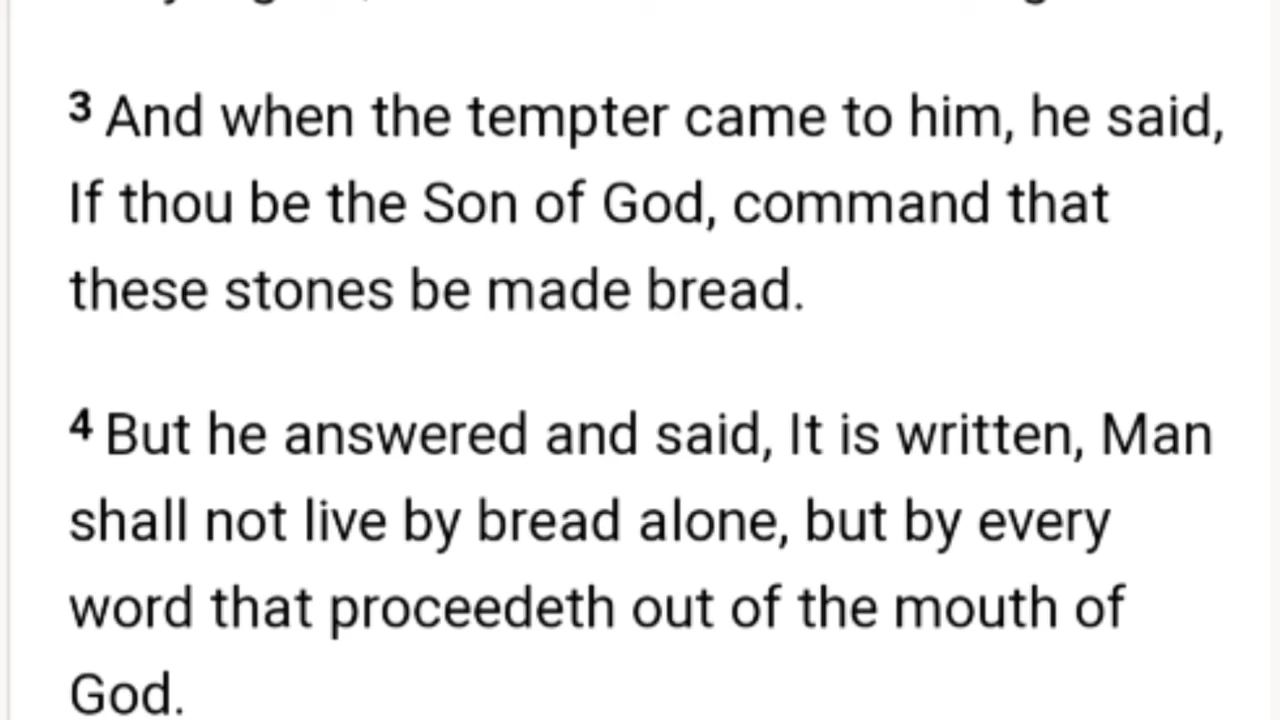 3 And when the tempter came to him, he said,
If thou be the Son of God, command that
these stones be made bread.
4 But he answered and said, It is written, Man
shall not live by bread alone, but by every
word that proceedeth out of the mouth of
God.